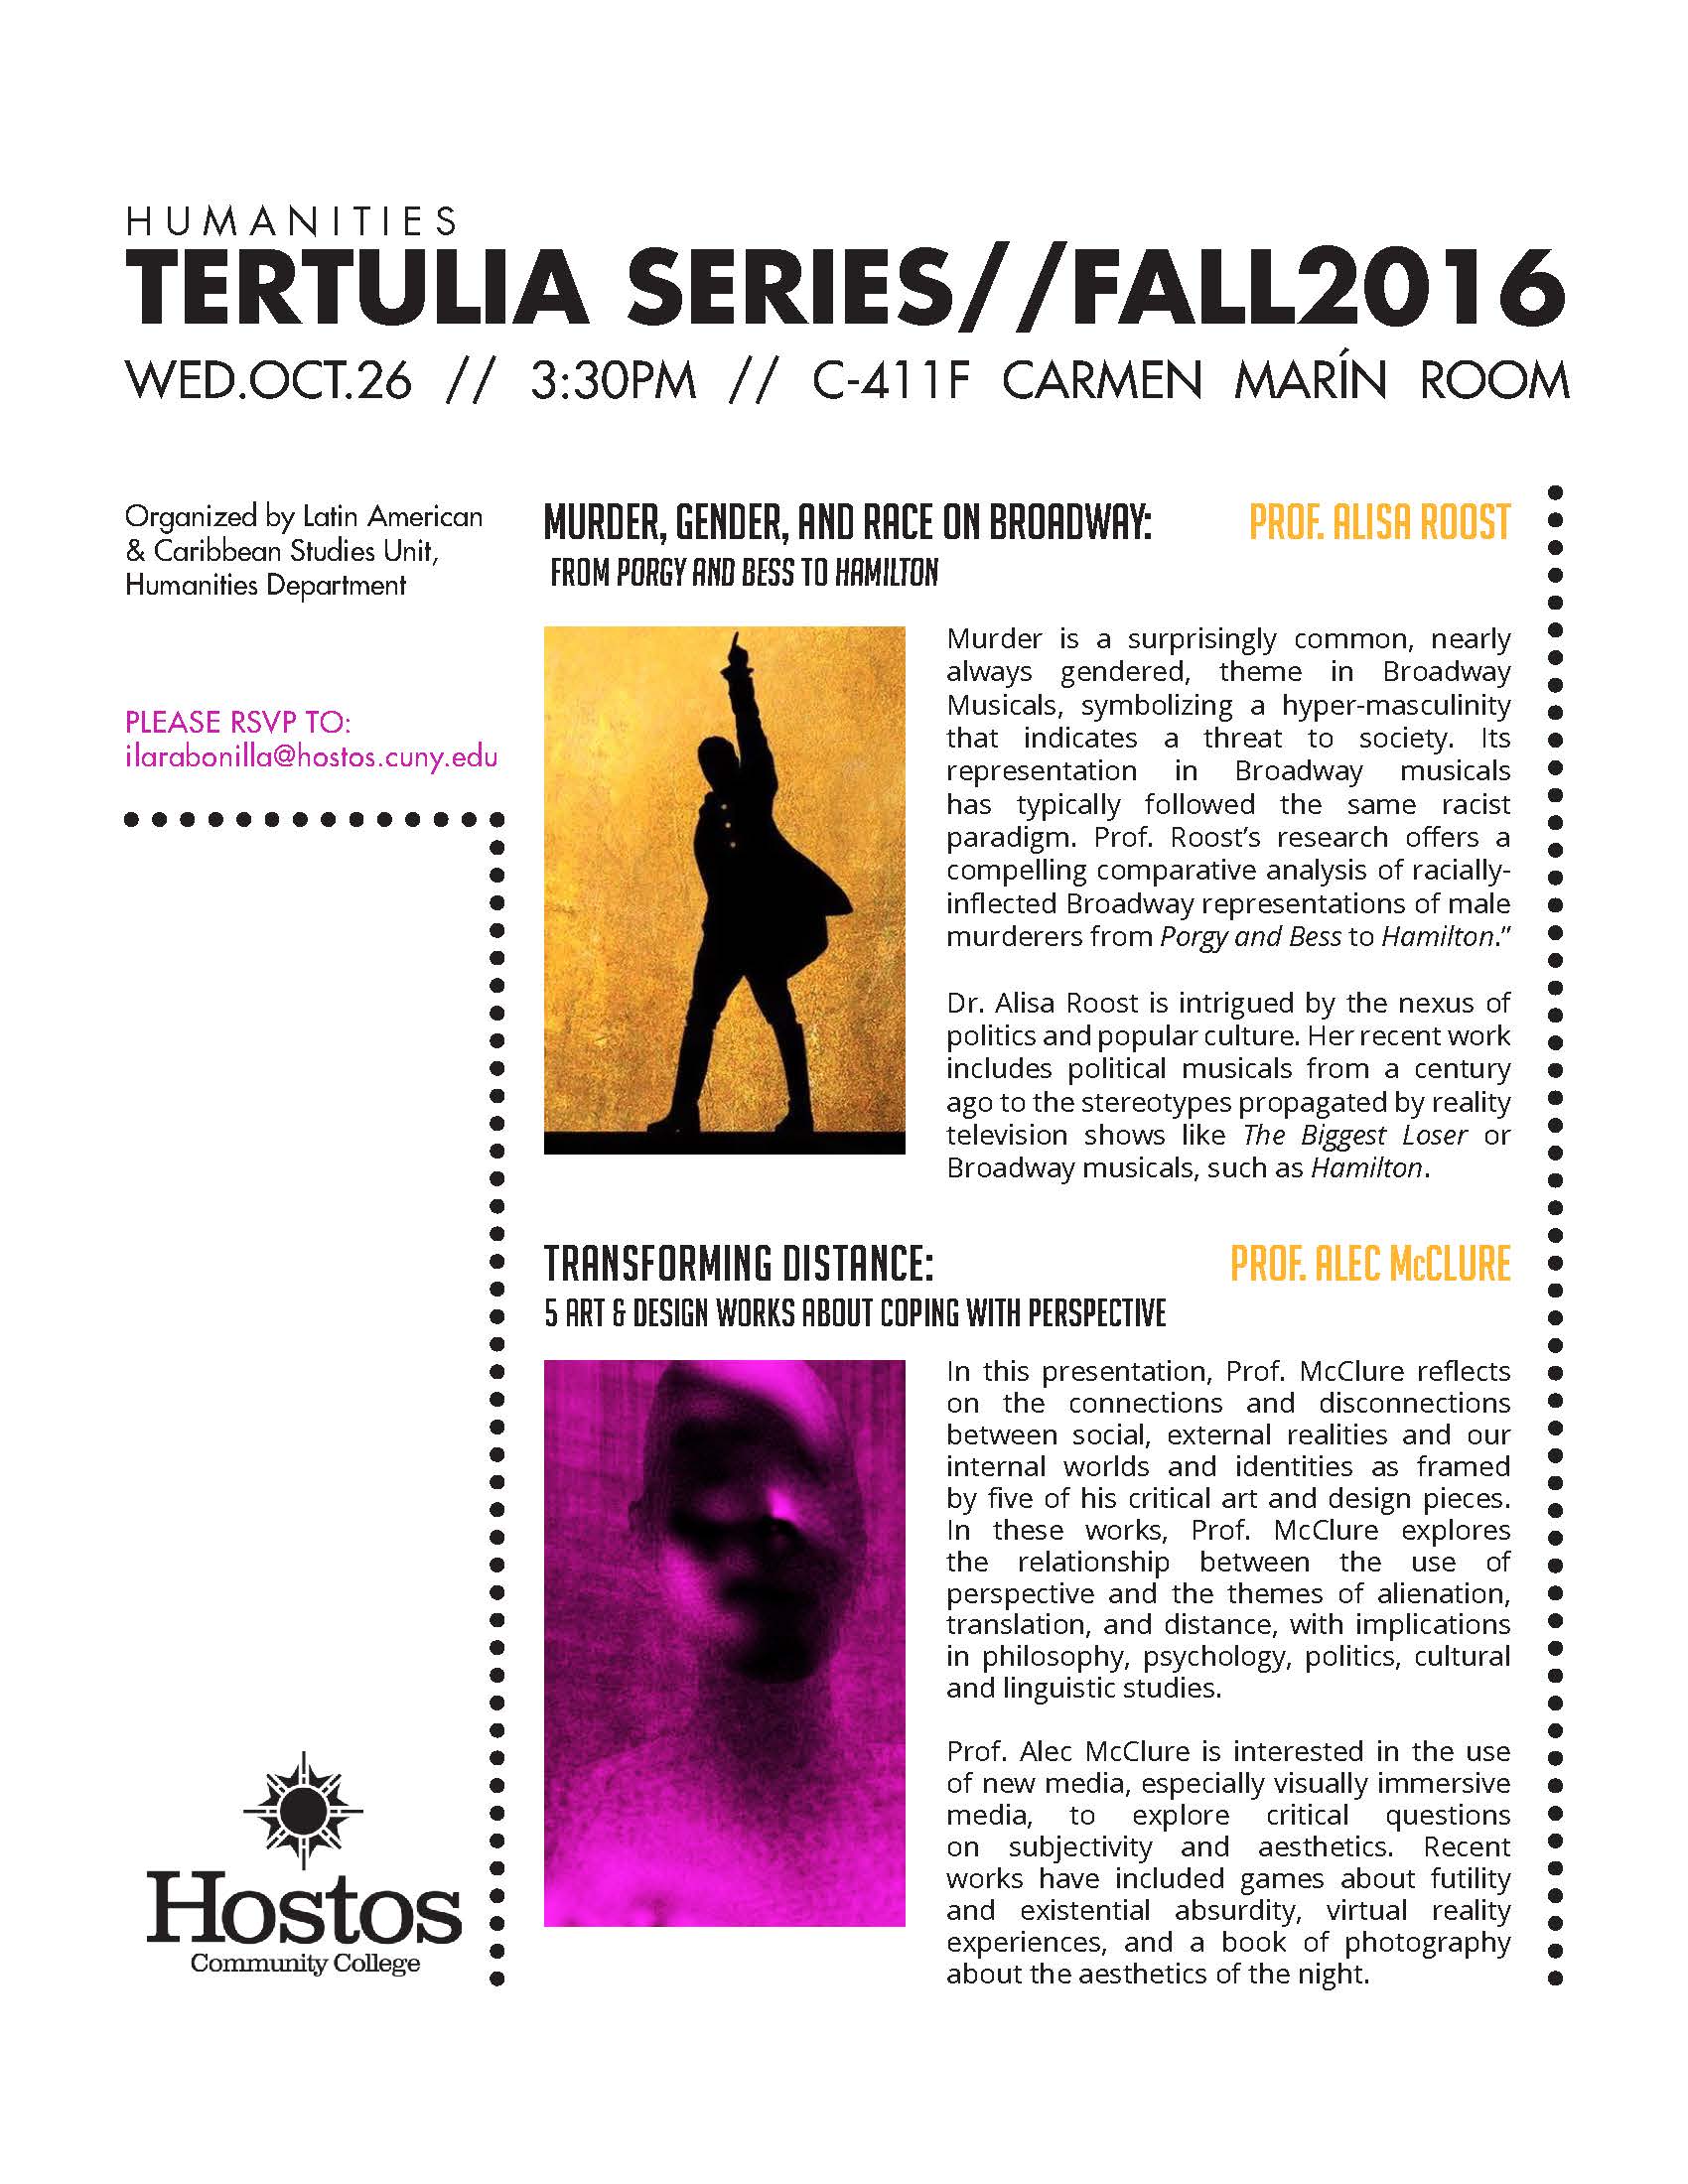 HUMANITIES
TERTULIA SERIES//FALL2016
WED.OCT.26 // 3:30PM // C-411F CARMEN MARÍN ROOM
Organized by Latin American
& Caribbean Studies Unit,
Humanities Department
PLEASE RSVP TO:
ilarabonilla@hostos.cuny.edu
MURDER, GENDER, AND RACE ON BROADWAY: PROF. ALISA ROOST
FROM PORGY AND BESS TO HAMILTON
Murder is a surprisingly common, nearly
always gendered, theme in Broadway
Musicals, symbolizing a hyper-masculinity
that indicates a threat to society. Its
representation in Broadway musicals
has typically followed the same racist
paradigm. Prof. Roost’s research offers a
compelling comparative analysis of racially-
inflected Broadway representations of male
murderers from Porgy and Bess to Hamilton.”
Dr. Alisa Roost is intrigued by the nexus of
politics and popular culture. Her recent work
includes political musicals from a century
ago to the stereotypes propagated by reality
television shows like The Biggest Loser or
Broadway musicals, such as Hamilton.
TRANSFORMING DISTANCE: PROF. ALEC McCLURE
5 ART & DESIGN WORKS ABOUT COPING WITH PERSPECTIVE
In this presentation, Prof. McClure reflects
on the connections and disconnections
between social, external realities and our
internal worlds and identities as framed
by five of his critical art and design pieces.
In these works, Prof. McClure explores
the relationship between the use of
perspective and the themes of alienation,
translation, and distance, with implications
in philosophy, psychology, politics, cultural
and linguistic studies.
Prof. Alec McClure is interested in the use
of new media, especially visually immersive
media, to explore critical questions
on subjectivity and aesthetics. Recent
works have included games about futility
and existential absurdity, virtual reality
experiences, and a book of photography
about the aesthetics of the night.
Hostos
Community College